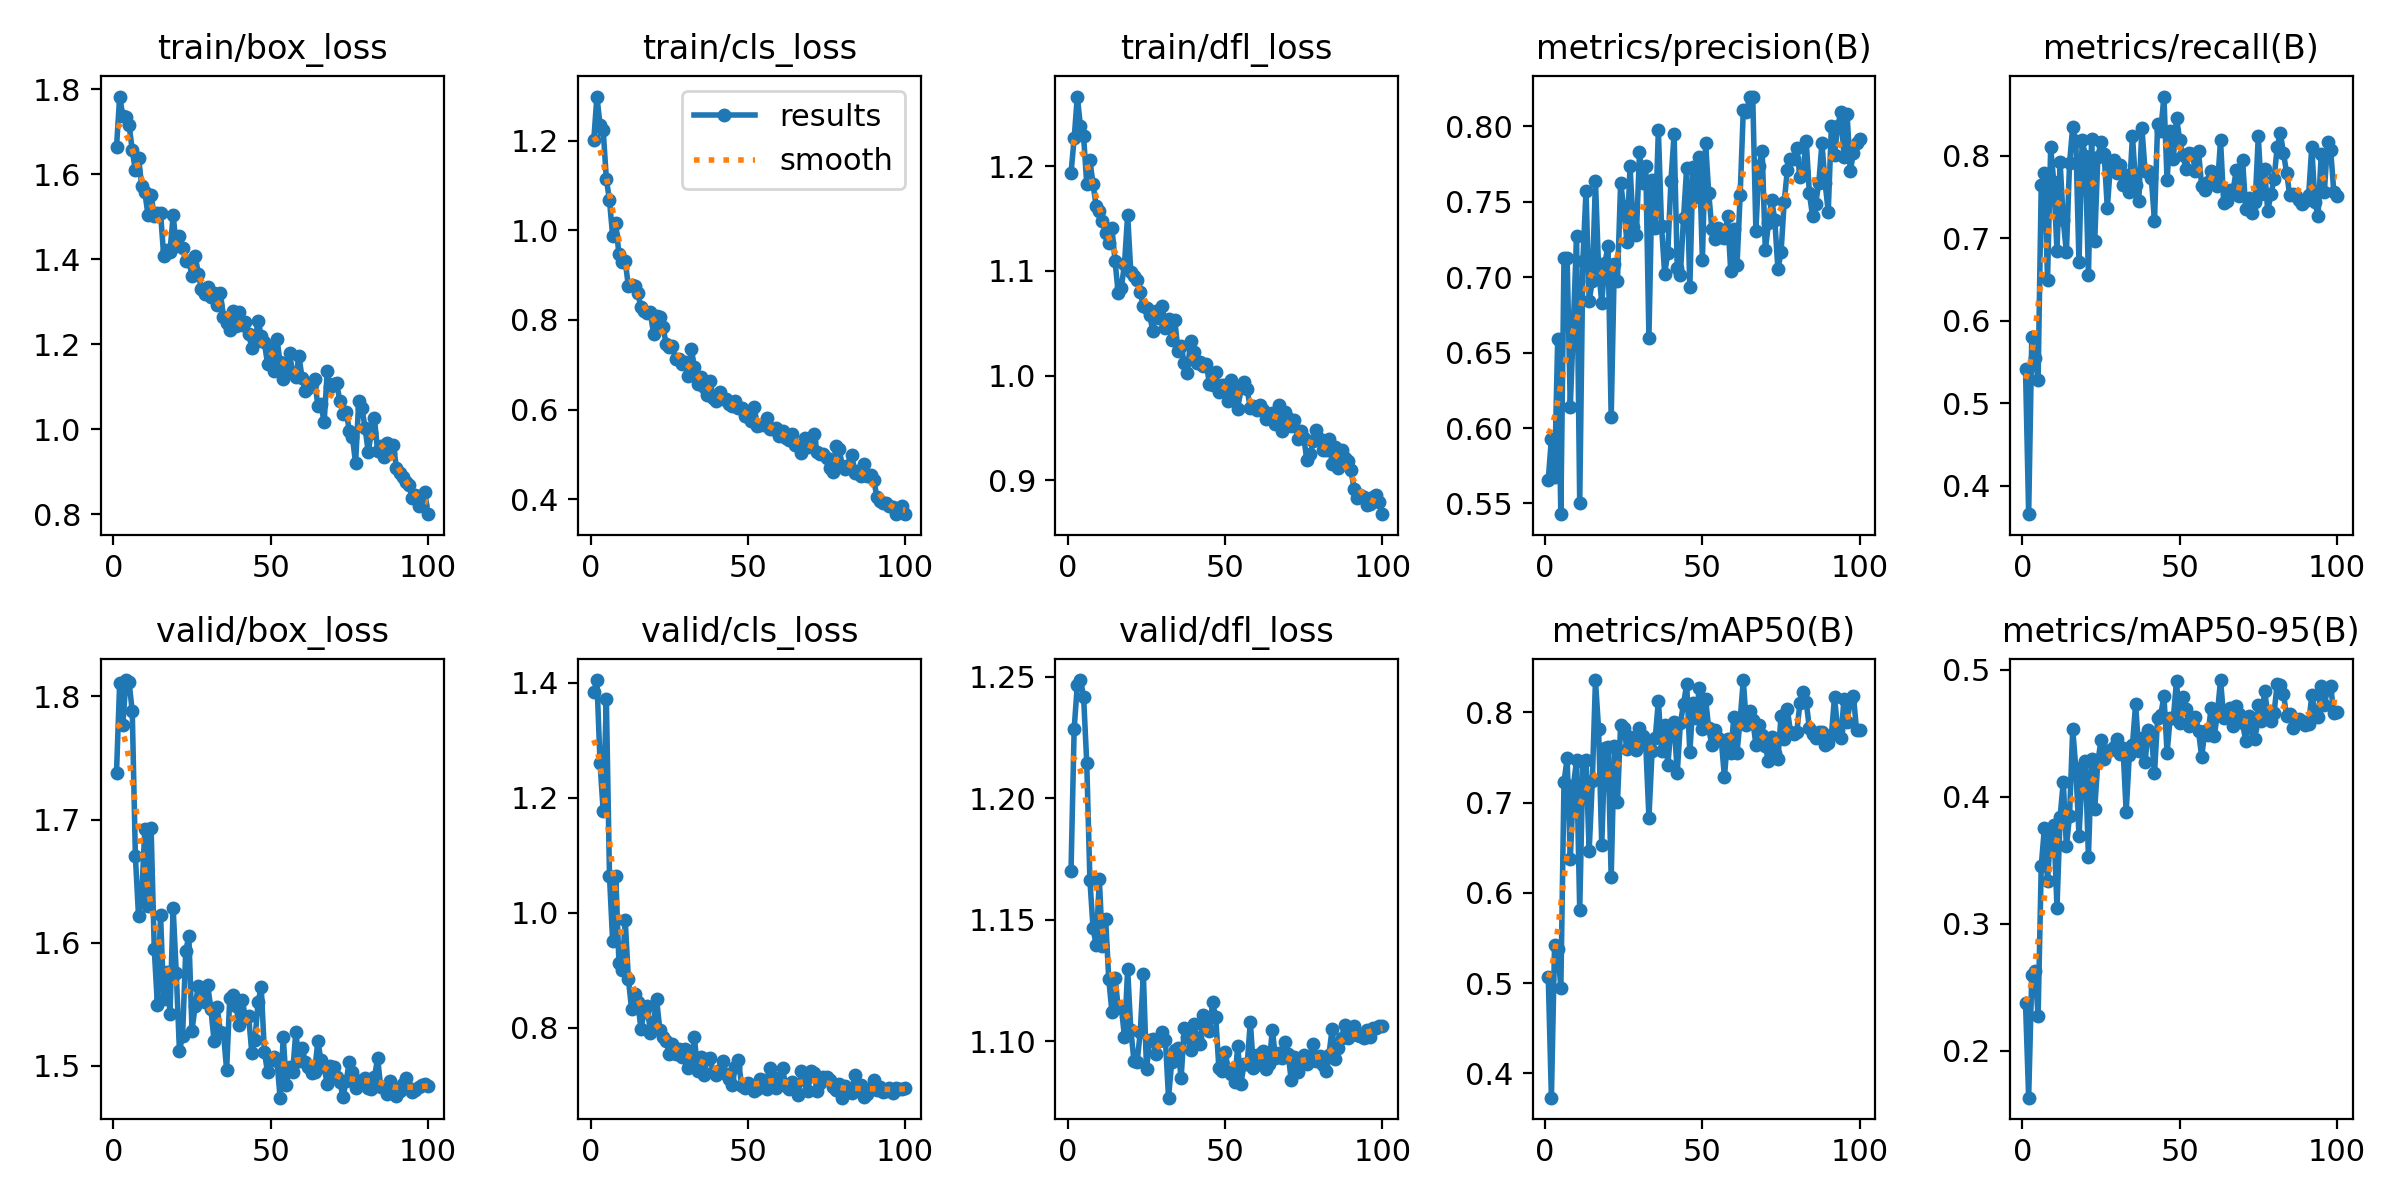 train/box_loss
1.8
1.6
1.4
1.2
1.0
0.8
0 50 100
train/cls_loss
results
smooth
1.2
1.0
0.8
0.6
0.4
0 50 100
train/dfl_loss
1.2
1.1
1.0
0.9
0 50 100
metrics/precision(B)
0.80
0.75
0.70
0.65
0.60
0.55
0 50 100
metrics/recall(B)
0.8
0.7
0.6
0.5
0.4
0 50 100
valid/box_loss
1.8
1.7
1.6
1.5
0 50 100
valid/cls_loss
1.4
1.2
1.0
0.8
0 50 100
valid/dfl_loss
1.25
1.20
1.15
1.10
0 50 100
metrics/mAP50(B)
0.8
0.7
0.6
0.5
0.4
0 50 100
metrics/mAP50-95(B)
0.5
0.4
0.3
0.2
0 50 100